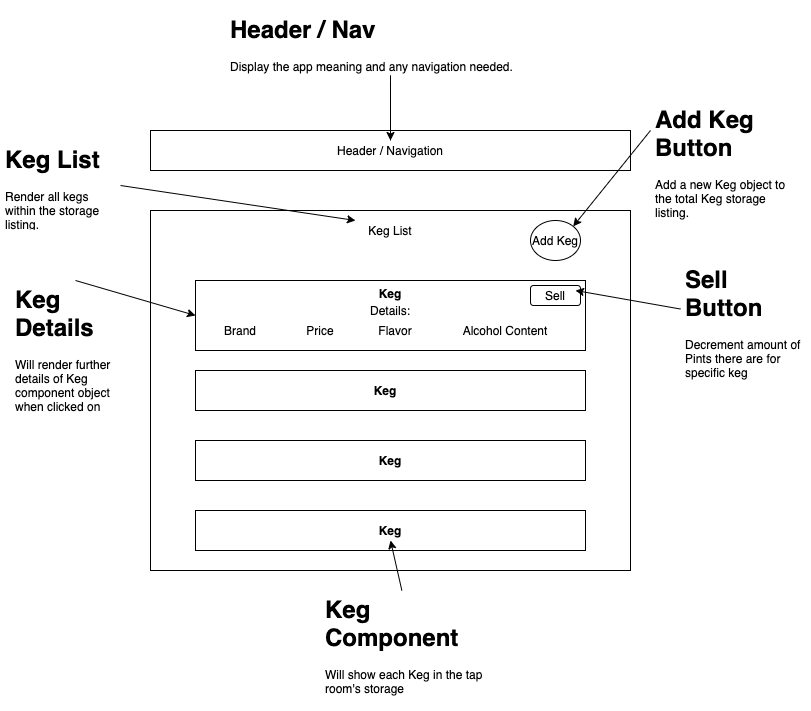 Header / Nav
Display the app meaning and any navigation needed.
Header / Navigation
Keg List
Render all kegs
within the storage
listing.
Add Keg
Button
Add a new Keg object to
the total Keg storage
listing.
Keg List
Add Keg
Keg
Details
Will render further
details of Keg
component object
when clicked on
Keg
Sell
Details:
Brand Price Flavor Alcohol Content
Sell
Button
Decrement amount of
Pints there are for
specific keg
Keg
Keg
Keg
Keg
Component
Will show each Keg in the tap
room's storage